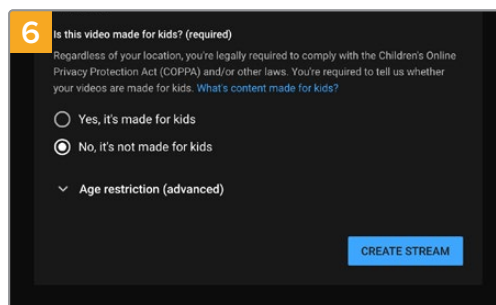 6
Is this video made for kids? (required)
Regardless of your location, you're legally required to comply with the Children's Online
Privacy Protection Act (COPPA) and/or other laws. You're required to tell us whether
your videos are made for kids. What's content made for kids?
Yes, it's made for kids
No, it's not made for kids
Age restriction (advanced)
CREATE STREAM